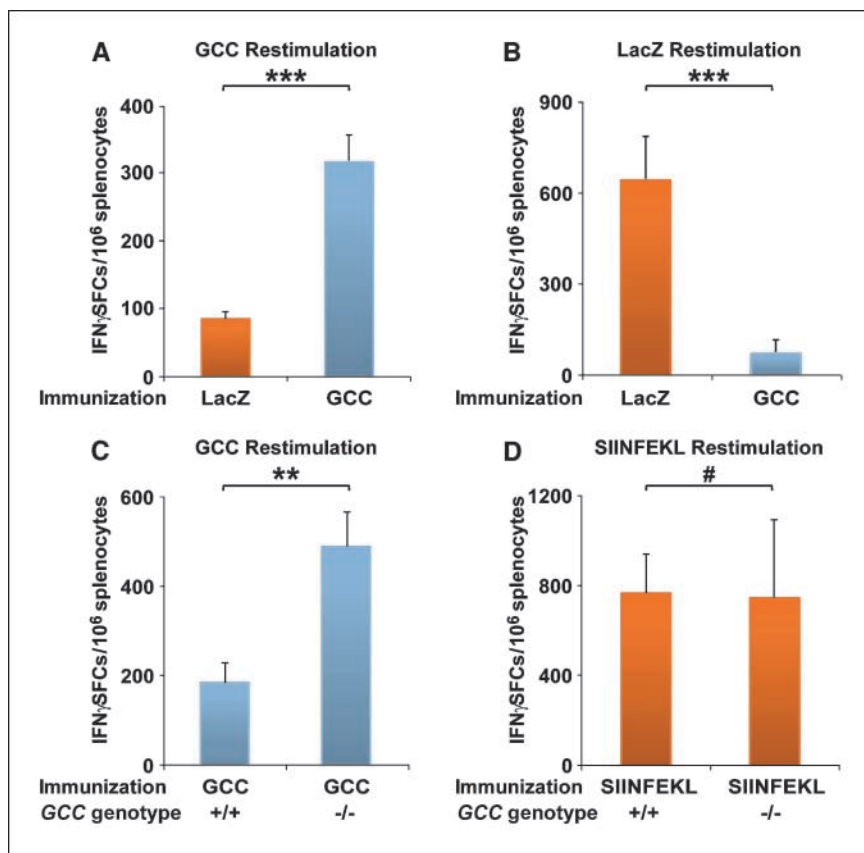 A GCC Restimulation
***
IFNγSFCs/10⁶ splenocytes
400
300
200
100
0
Immunization LacZ GCC
B LacZ Restimulation
***
IFNγSFCs/10⁶ splenocytes
900
600
300
0
Immunization LacZ GCC
C GCC Restimulation
**
IFNγSFCs/10⁶ splenocytes
600
400
200
0
Immunization GCC GCC
GCC genotype +/+ -/-
D SIINFEKL Restimulation
#
IFNγSFCs/10⁶ splenocytes
1200
800
400
0
Immunization SIINFEKL SIINFEKL
GCC genotype +/+ -/-